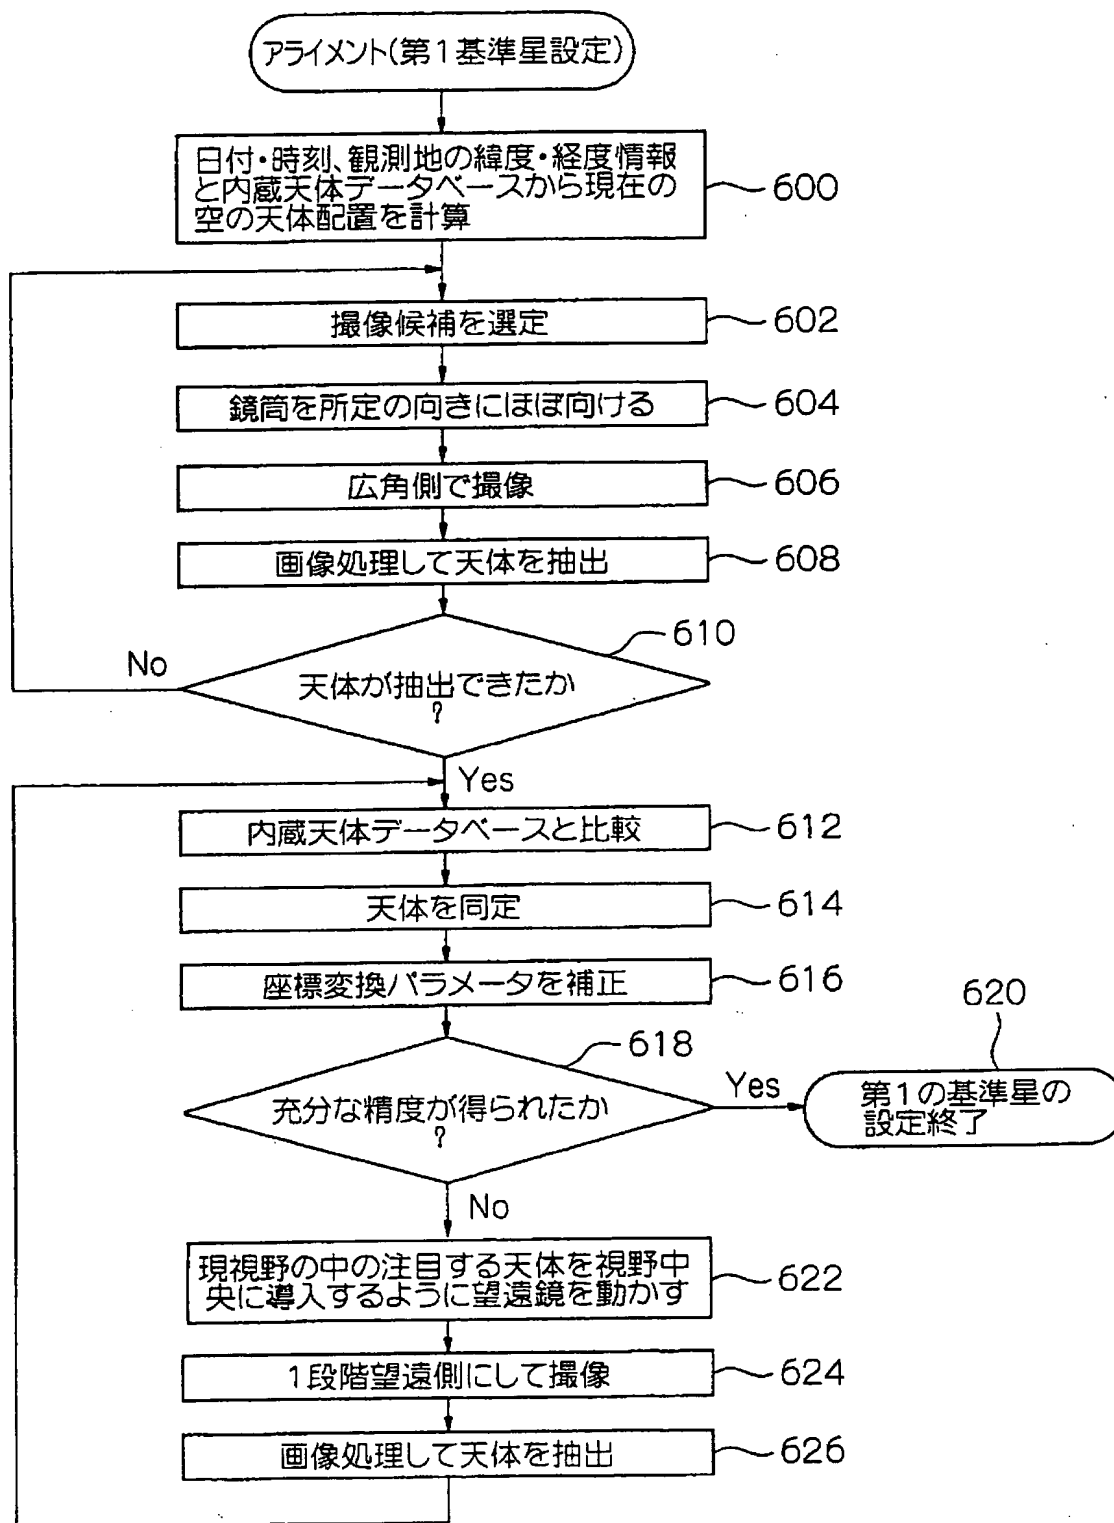 アライメント(第1基準星設定)
日付・時刻、観測地の緯度・経度情報
と内蔵天体データベースから現在の
空の天体配置を計算
600
撮像候補を選定
602
鏡筒を所定の向きにほぼ向ける
604
広角側で撮像
606
画像処理して天体を抽出
608
610
No
天体が抽出できたか
?
Yes
内蔵天体データベースと比較
612
天体を同定
614
座標変換パラメータを補正
616
620
618
Yes
第1の基準星の
設定終了
充分な精度が得られたか
?
No
現視野の中の注目する天体を視野中
央に導入するように望遠鏡を動かす
622
1段階望遠側にして撮像
624
画像処理して天体を抽出
626